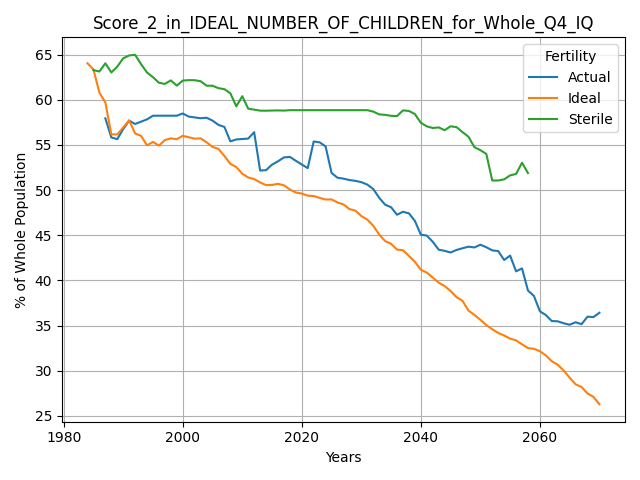 Score_2_in_IDEAL_NUMBER_OF_CHILDREN_for_Whole_Q4_IQ
% of Whole Population
65
60
55
50
45
40
35
30
25
Fertility
Actual
Ideal
Sterile
1980
2000
2020
2040
2060
Years